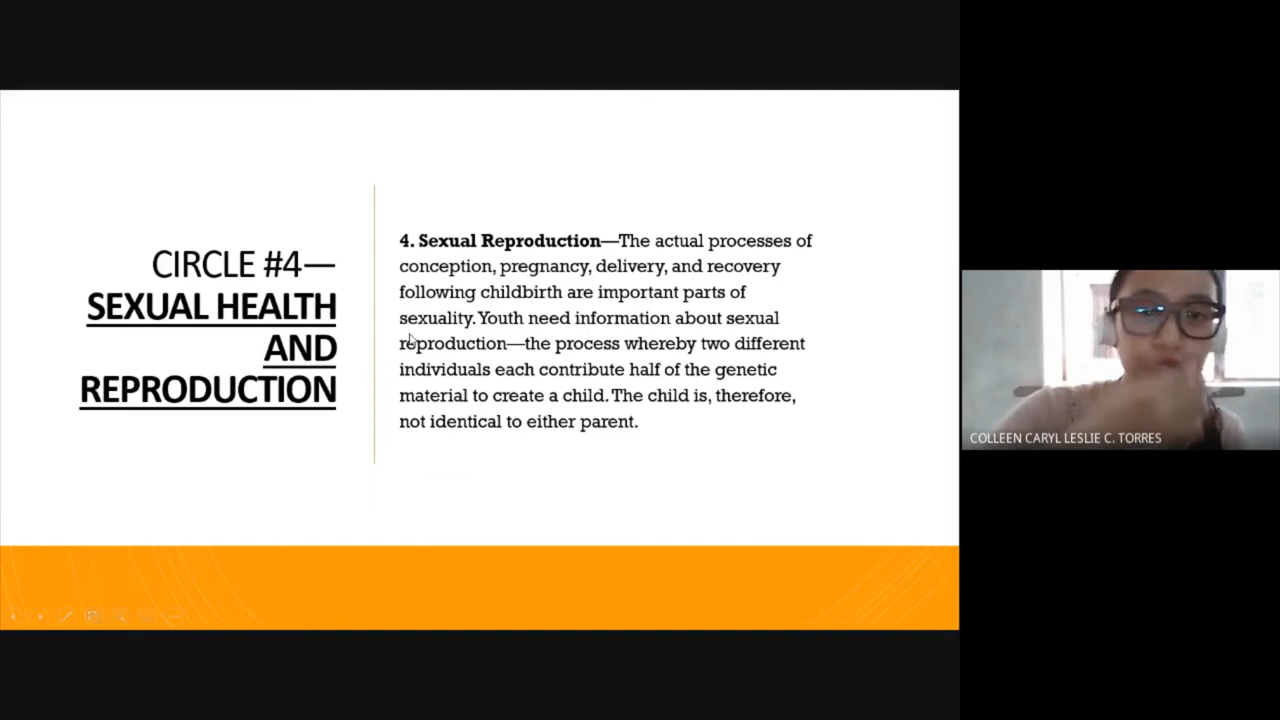 CIRCLE #4—
SEXUAL HEALTH
AND
REPRODUCTION
4. Sexual Reproduction—The actual processes of
conception, pregnancy, delivery, and recovery
following childbirth are important parts of
sexuality. Youth need information about sexual
reproduction—the process whereby two different
individuals each contribute half of the genetic
material to create a child. The child is, therefore,
not identical to either parent.
COLLEEN CARYL LESLIE C. TORRES